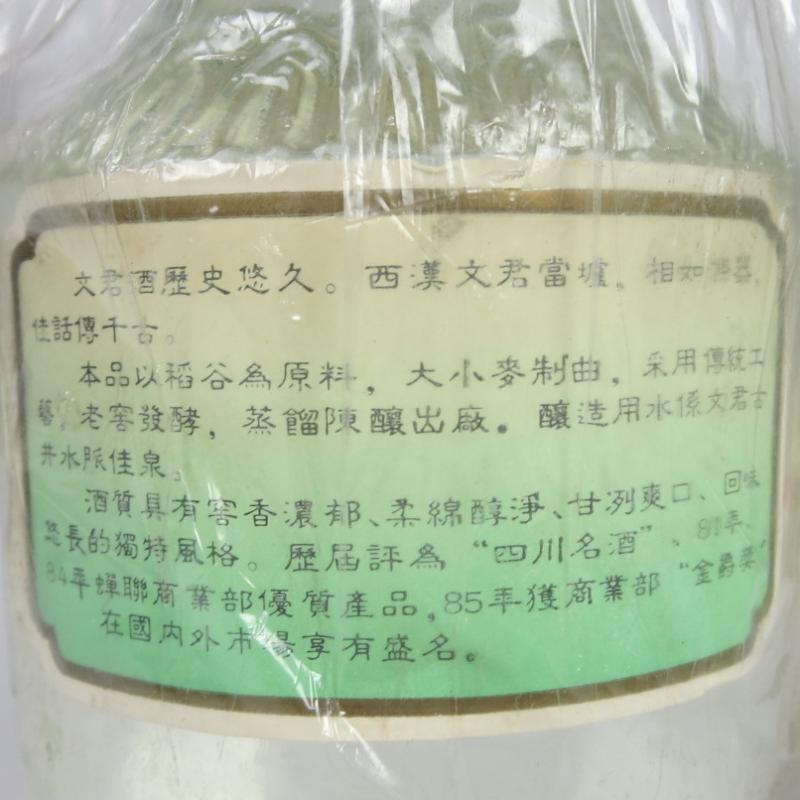 文君酒歷史悠久。西漢文君當壚，相如滌器，
佳話傳千古。
本品以稻谷為原料，大小麥制曲，采用傳統工
藝，老窖發酵，蒸餾陳釀出廠。釀造用水係文君古
井水脈佳泉。
酒質具有窖香濃郁、柔綿醇淨、甘冽爽口、回味
悠長的獨特風格。歷屆評為“四川名酒”、81年、
84年蟬聯商業部優質產品，85年獲商業部“金爵獎”
在國內外市場享有盛名。